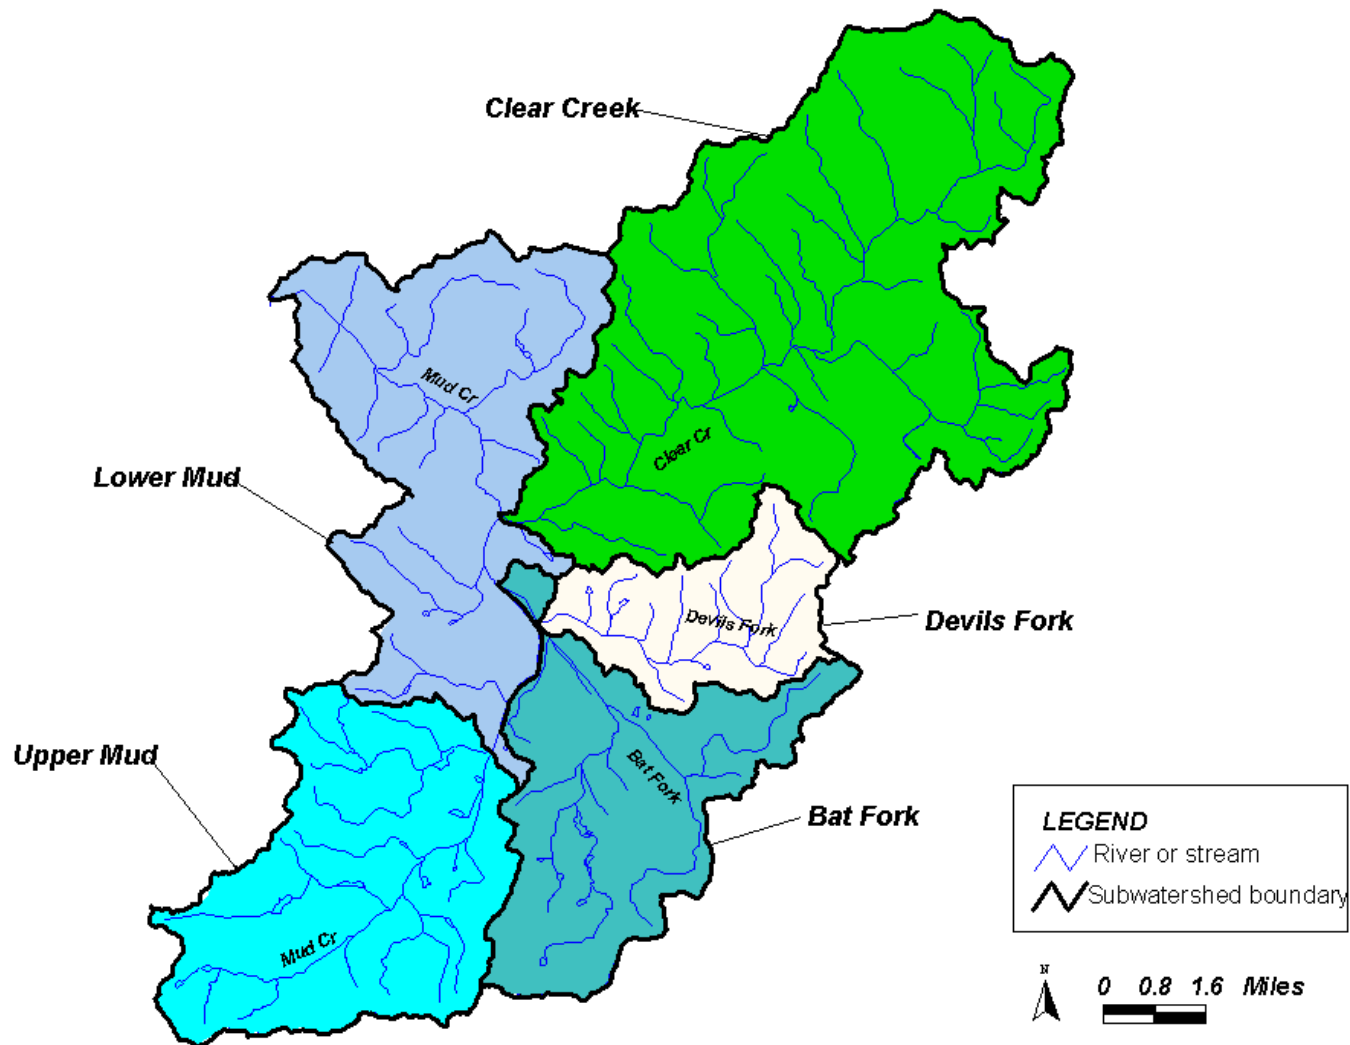 Clear Creek
Mud Cr
Clear Cr
Lower Mud
Devils Fork
Devils Fork
Upper Mud
Bat Fork
Bat Fork
Mud Cr
LEGEND
River or stream
Subwatershed boundary
N
0 0.8 1.6 Miles